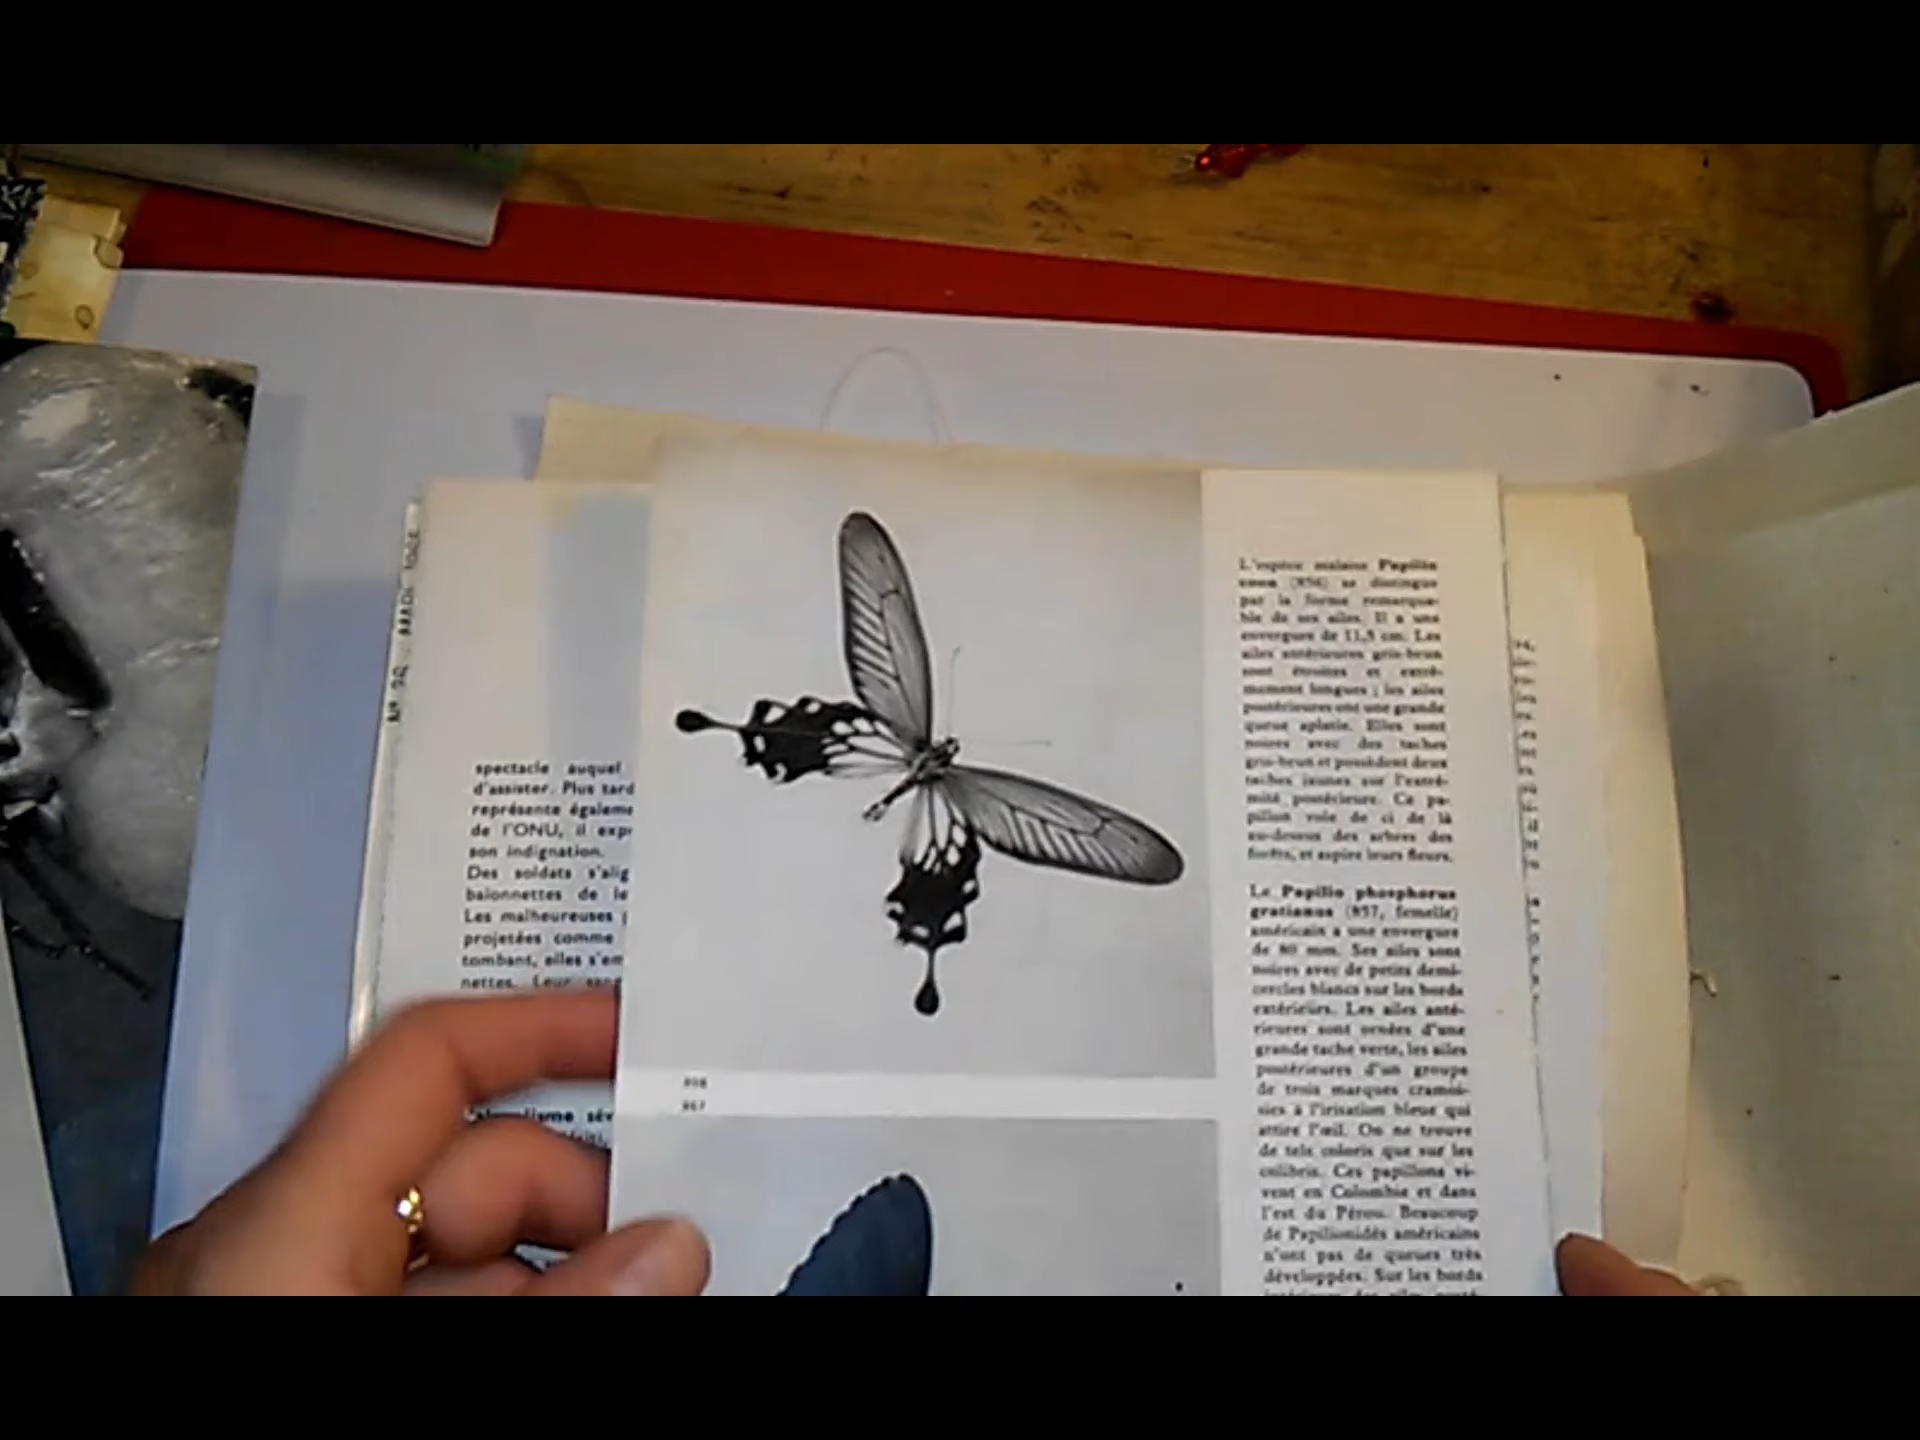 spectacle auquel
d'assister. Plus tard
représente égaleme
de l'ONU, il exp
son indignation.
Des soldats s'alig
baïonnettes de le
Les malheureuses
projetées comme
tombant, elles s'em
nettes. Leur sang
L'espèce malaise Papilio
coon (856) se distingue
par la forme remarqua-
ble de ses ailes. Il a une
envergure de 11,5 cm. Les
ailes antérieures gris-brun
sont étroites et extrê-
mement longues ; les ailes
postérieures ont une grande
queue aplatie. Elles sont
noires avec des taches
gris-brun et possèdent deux
taches jaunes sur l'extré-
mité postérieure. Ce pa-
pillon vole de ci de là
au-dessus des arbres des
forêts, et aspire leurs fleurs.
Le Papilio phosphorus
gratianus (857, femelle)
américain a une envergure
de 80 mm. Ses ailes sont
noires avec de petits demi-
cercles blancs sur les bords
extérieurs. Les ailes anté-
rieures sont ornées d'une
grande tache verte, les ailes
postérieures d'un groupe
de trois marques cramoi-
sies à l'irisation bleue qui
attire l'œil. On ne trouve
de tels coloris que sur les
colibris. Ces papillons vi-
vent en Colombie et dans
l'est du Pérou. Beaucoup
de Papilionidés américains
n'ont pas de queues très
développées. Sur les bords